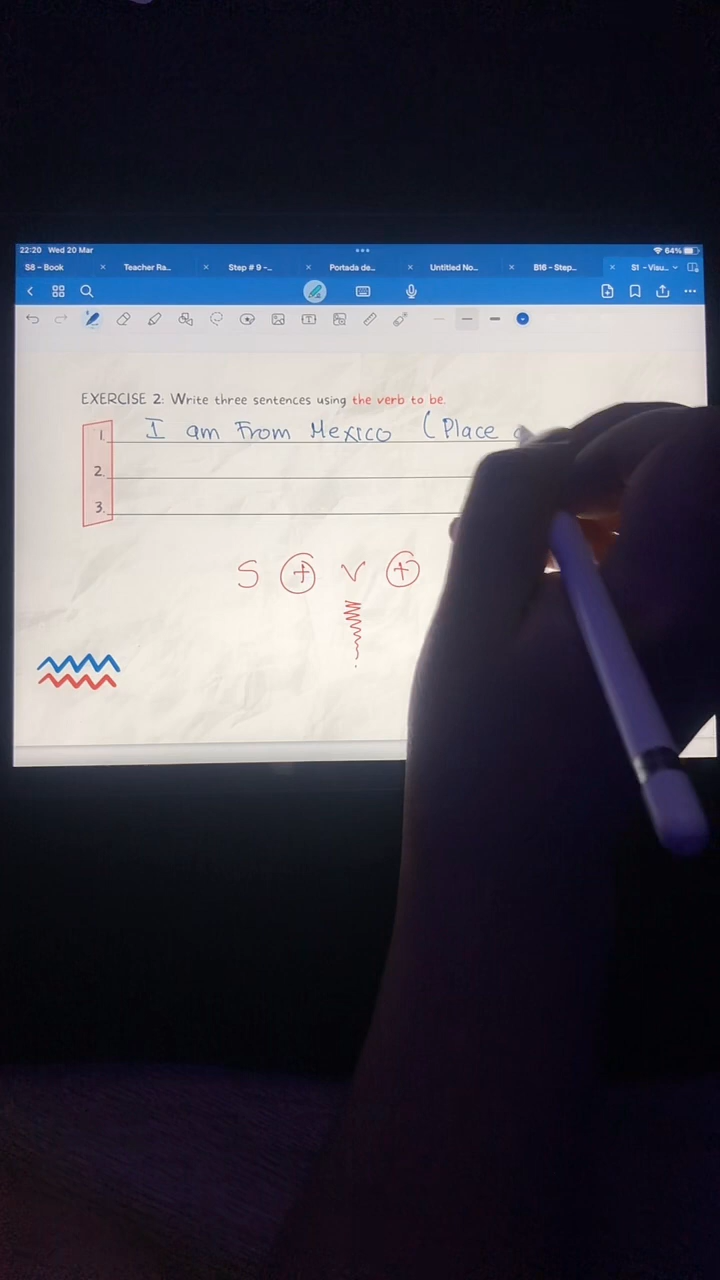 22:20 Wed 20 Mar
64%
S8 – Book
Teacher Ra...
Step # 9 -...
Portada de...
Untitled No...
B16 - Step...
S1 - Visu...
EXERCISE 2: Write three sentences using the verb to be.
1. I am From Mexico (Place
2.
3.
S + V +